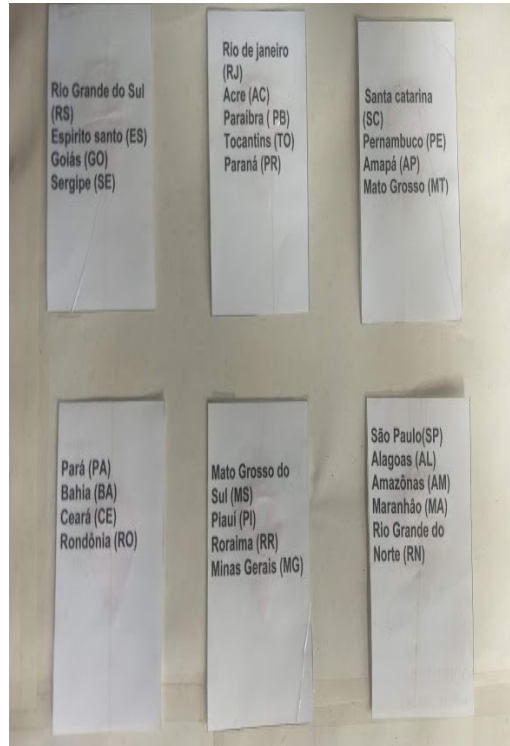 Rio Grande do Sul
(RS)
Espirito santo (ES)
Goiás (GO)
Sergipe (SE)
Rio de janeiro
(RJ)
Acre (AC)
Paraibra ( PB)
Tocantins (TO)
Paraná (PR)
Santa catarina
(SC)
Pernambuco (PE)
Amapá (AP)
Mato Grosso (MT)
Pará (PA)
Bahia (BA)
Ceará (CE)
Rondônia (RO)
Mato Grosso do
Sul (MS)
Piauí (PI)
Roraima (RR)
Minas Gerais (MG)
São Paulo(SP)
Alagoas (AL)
Amazônas (AM)
Maranhão (MA)
Rio Grande do
Norte (RN)